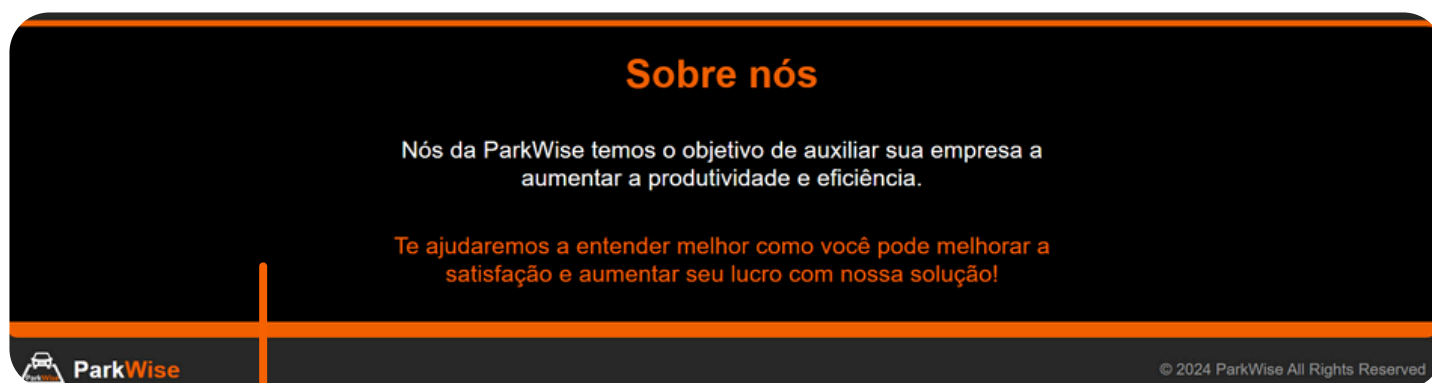 Sobre nós
Nós da ParkWise temos o objetivo de auxiliar sua empresa a
aumentar a produtividade e eficiência.
Te ajudaremos a entender melhor como você pode melhorar a
satisfação e aumentar seu lucro com nossa solução!
ParkWise
ParkWise
© 2024 ParkWise All Rights Reserved